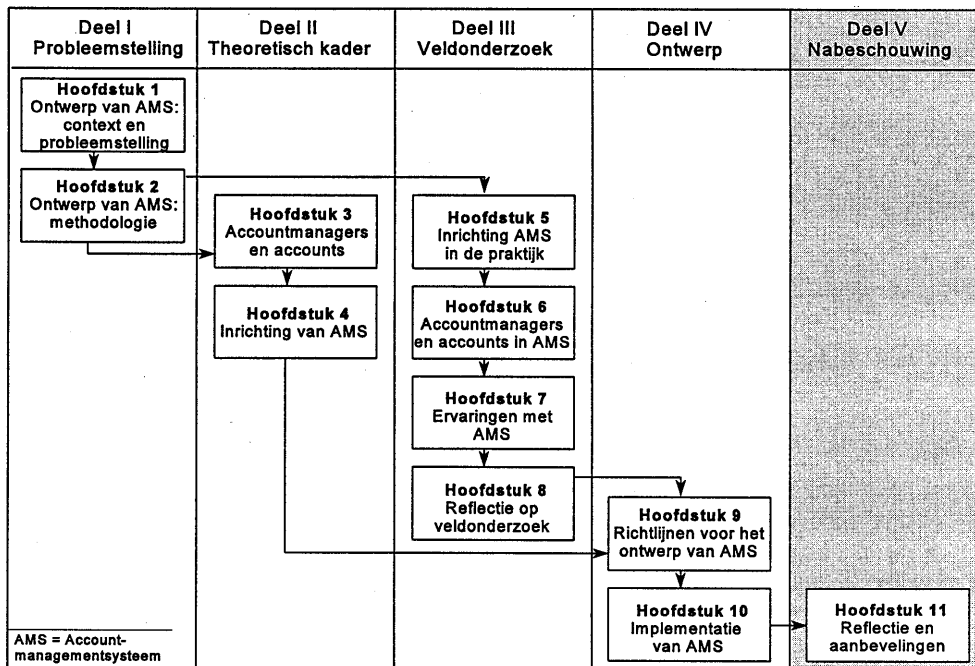 Deel I
Probleemstelling
Deel II
Theoretisch kader
Deel III
Veldonderzoek
Deel IV
Ontwerp
Deel V
Nabeschouwing
Hoofdstuk 1
Ontwerp van AMS:
context en
probleemstelling
Hoofdstuk 2
Ontwerp van AMS:
methodologie
Hoofdstuk 3
Accountmanagers
en accounts
Hoofdstuk 4
Inrichting van AMS
Hoofdstuk 5
Inrichting AMS
in de praktijk
Hoofdstuk 6
Accountmanagers
en accounts in AMS
Hoofdstuk 7
Ervaringen met
AMS
Hoofdstuk 8
Reflectie op
veldonderzoek
Hoofdstuk 9
Richtlijnen voor het
ontwerp van AMS
Hoofdstuk 10
Implementatie
van AMS
Hoofdstuk 11
Reflectie en
aanbevelingen
AMS = Account-
managementsysteem